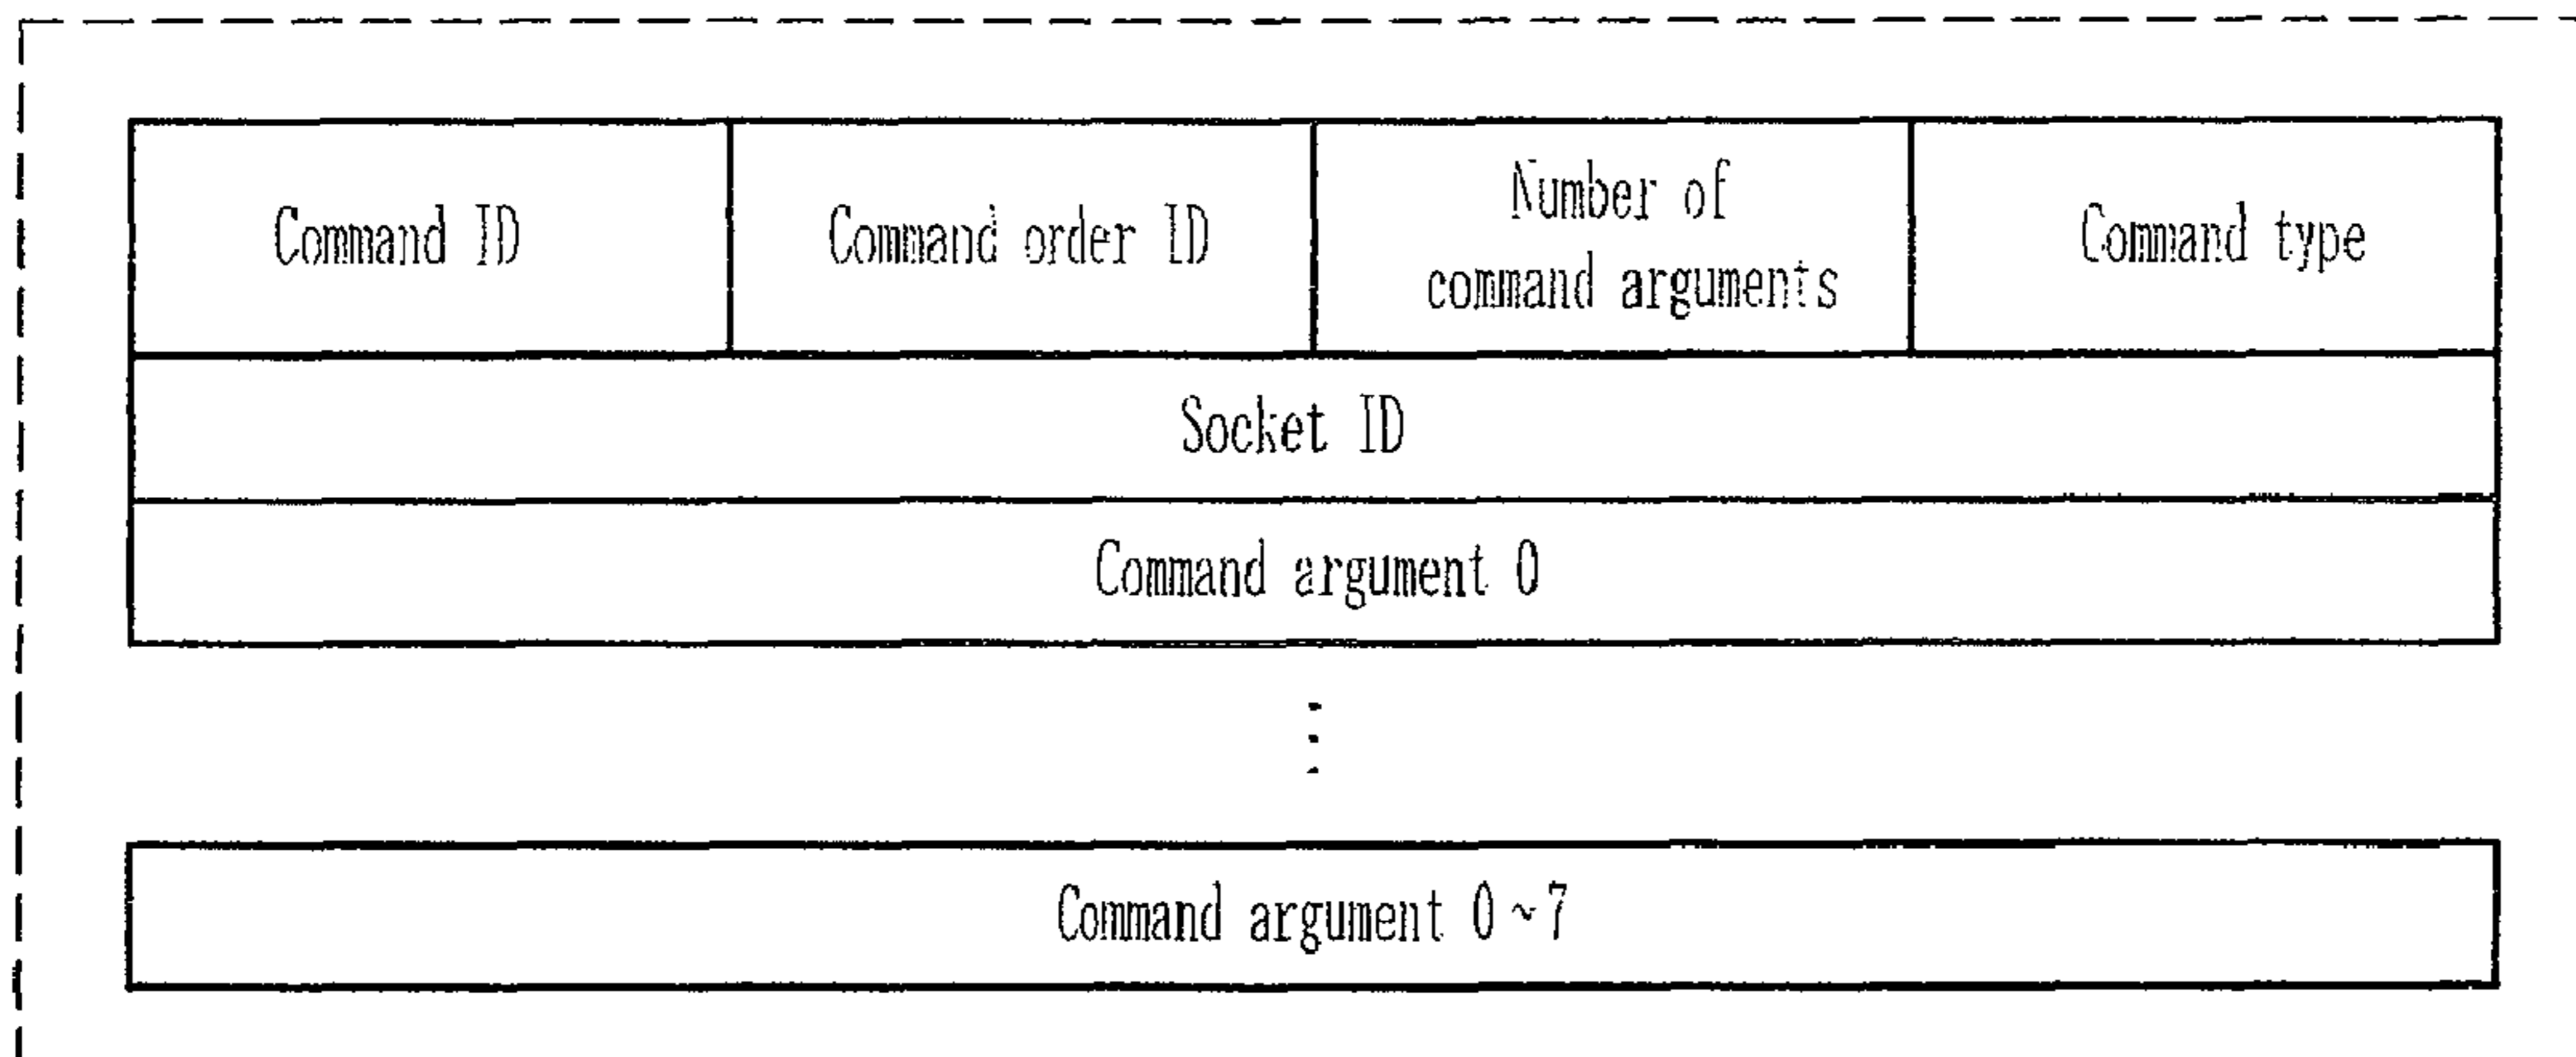 Command ID
Command order ID
Number of
command arguments
Command type
Socket ID
Command argument 0
Command argument 0~7